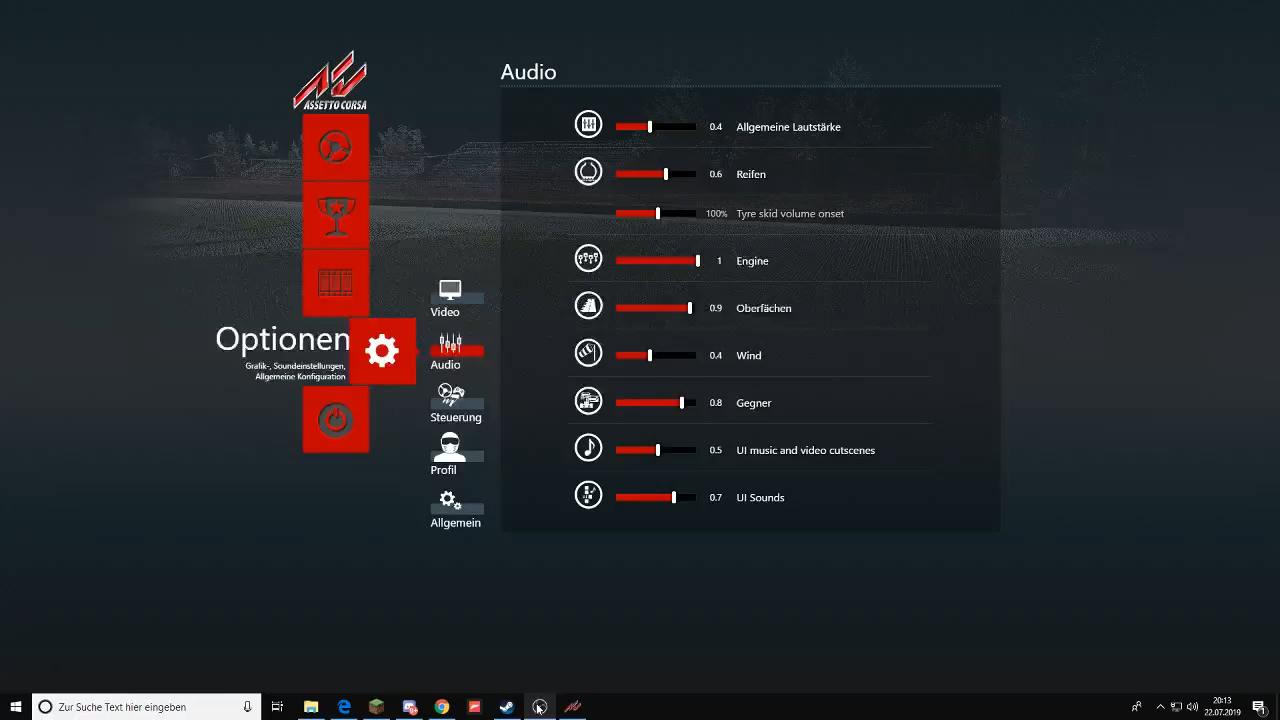 Audio
ASSETTO CORSA
0.4 Allgemeine Lautstärke
0.6 Reifen
100% Tyre skid volume onset
1 Engine
0.9 Oberfächen
0.4 Wind
0.8 Gegner
0.5 UI music and video cutscenes
0.7 UI Sounds
Optionen
Grafik-, Soundeinstellungen,
Allgemeine Konfiguration
Video
Audio
Steuerung
Profil
Allgemein
Zur Suche Text hier eingeben
20:13
22.07.2019